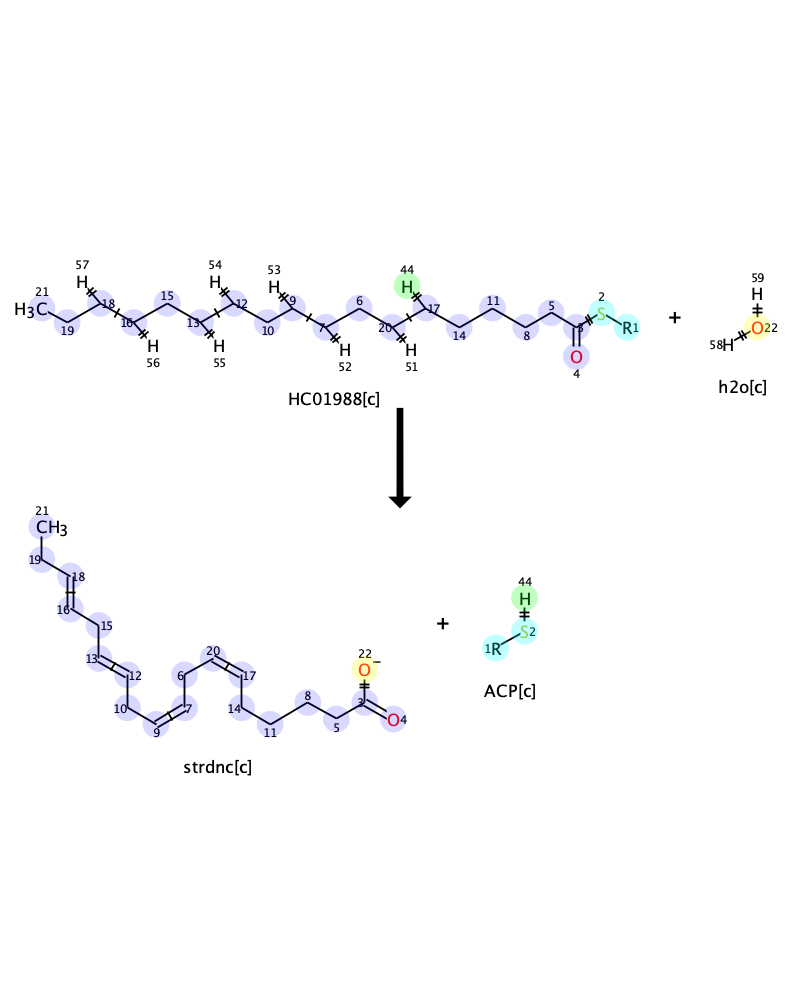 57
H
54
H
53
H
44
H
59
H
21
H3C
18
19
16
15
13
12
10
9
7
6
20
17
14
11
8
5
3
2
S
R1
+
O22
58H
H
56
H
55
H
52
H
51
O
4
h2o[c]
HC01988[c]
21
CH3
19
18
16
15
13
12
10
9
7
6
20
17
14
11
8
5
3
22
O−
O4
+
44
H
S2
1R
ACP[c]
strdnc[c]